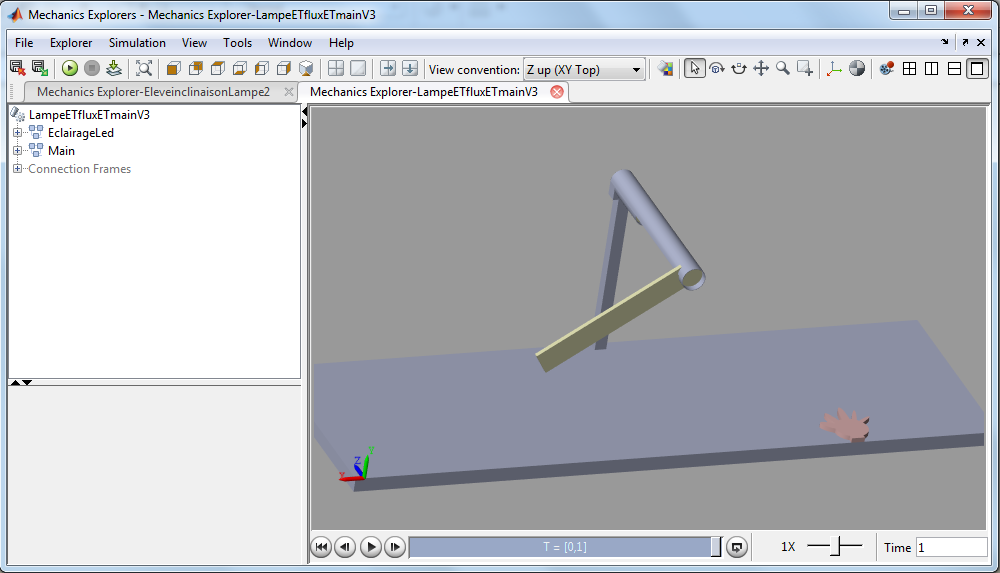 Mechanics Explorers - Mechanics Explorer-LampeETfluxETmainV3
File Explorer Simulation View Tools Window Help
View convention: Z up (XY Top)
Mechanics Explorer-EleveinclinaisonLampe2 Mechanics Explorer-LampeETfluxETmainV3
LampeETfluxETmainV3
EclairageLed
Main
Connection Frames
Y
Z
X
T = [0,1] 1X Time 1